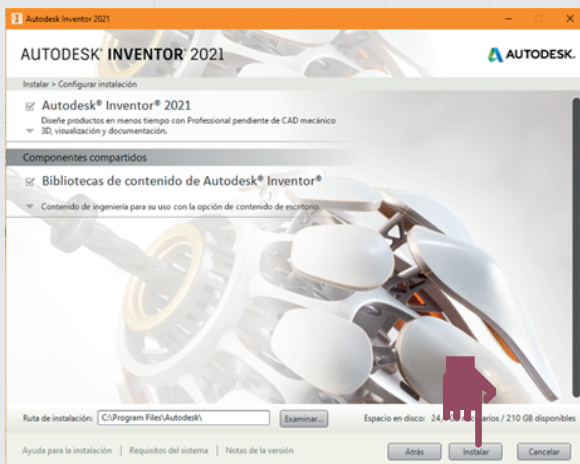 Autodesk Inventor 2021
AUTODESK® INVENTOR® 2021
AUTODESK.
Instalar > Configurar instalación
Autodesk® Inventor® 2021
Diseñe productos en menos tiempo con Professional pendiente de CAD mecánico
3D, visualización y documentación.
Componentes compartidos
Bibliotecas de contenido de Autodesk® Inventor®
Contenido de ingeniería para su uso con la opción de contenido de escritorio.
Ruta de instalación: C:\Program Files\Autodesk\ Examinar... Espacio en disco: / 210 GB disponibles
Ayuda para la instalación | Requisitos del sistema | Notas de la versión Atrás Instalar Cancelar